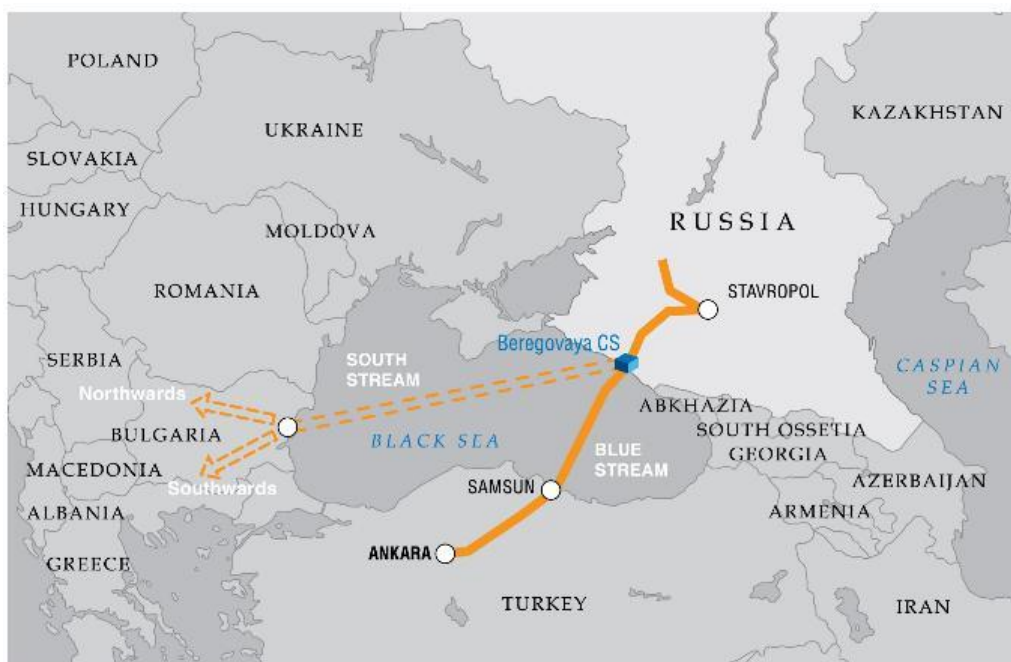 POLAND
UKRAINE
KAZAKHSTAN
SLOVAKIA
HUNGARY
MOLDOVA
RUSSIA
ROMANIA
STAVROPOL
Beregovaya CS
SERBIA
SOUTH
STREAM
CASPIAN
SEA
Northwards
ABKHAZIA
BULGARIA
BLACK SEA
SOUTH OSSETIA
GEORGIA
BLUE
STREAM
MACEDONIA
Southwards
SAMSUN
AZERBAIJAN
ALBANIA
ARMENIA
ANKARA
GREECE
TURKEY
IRAN